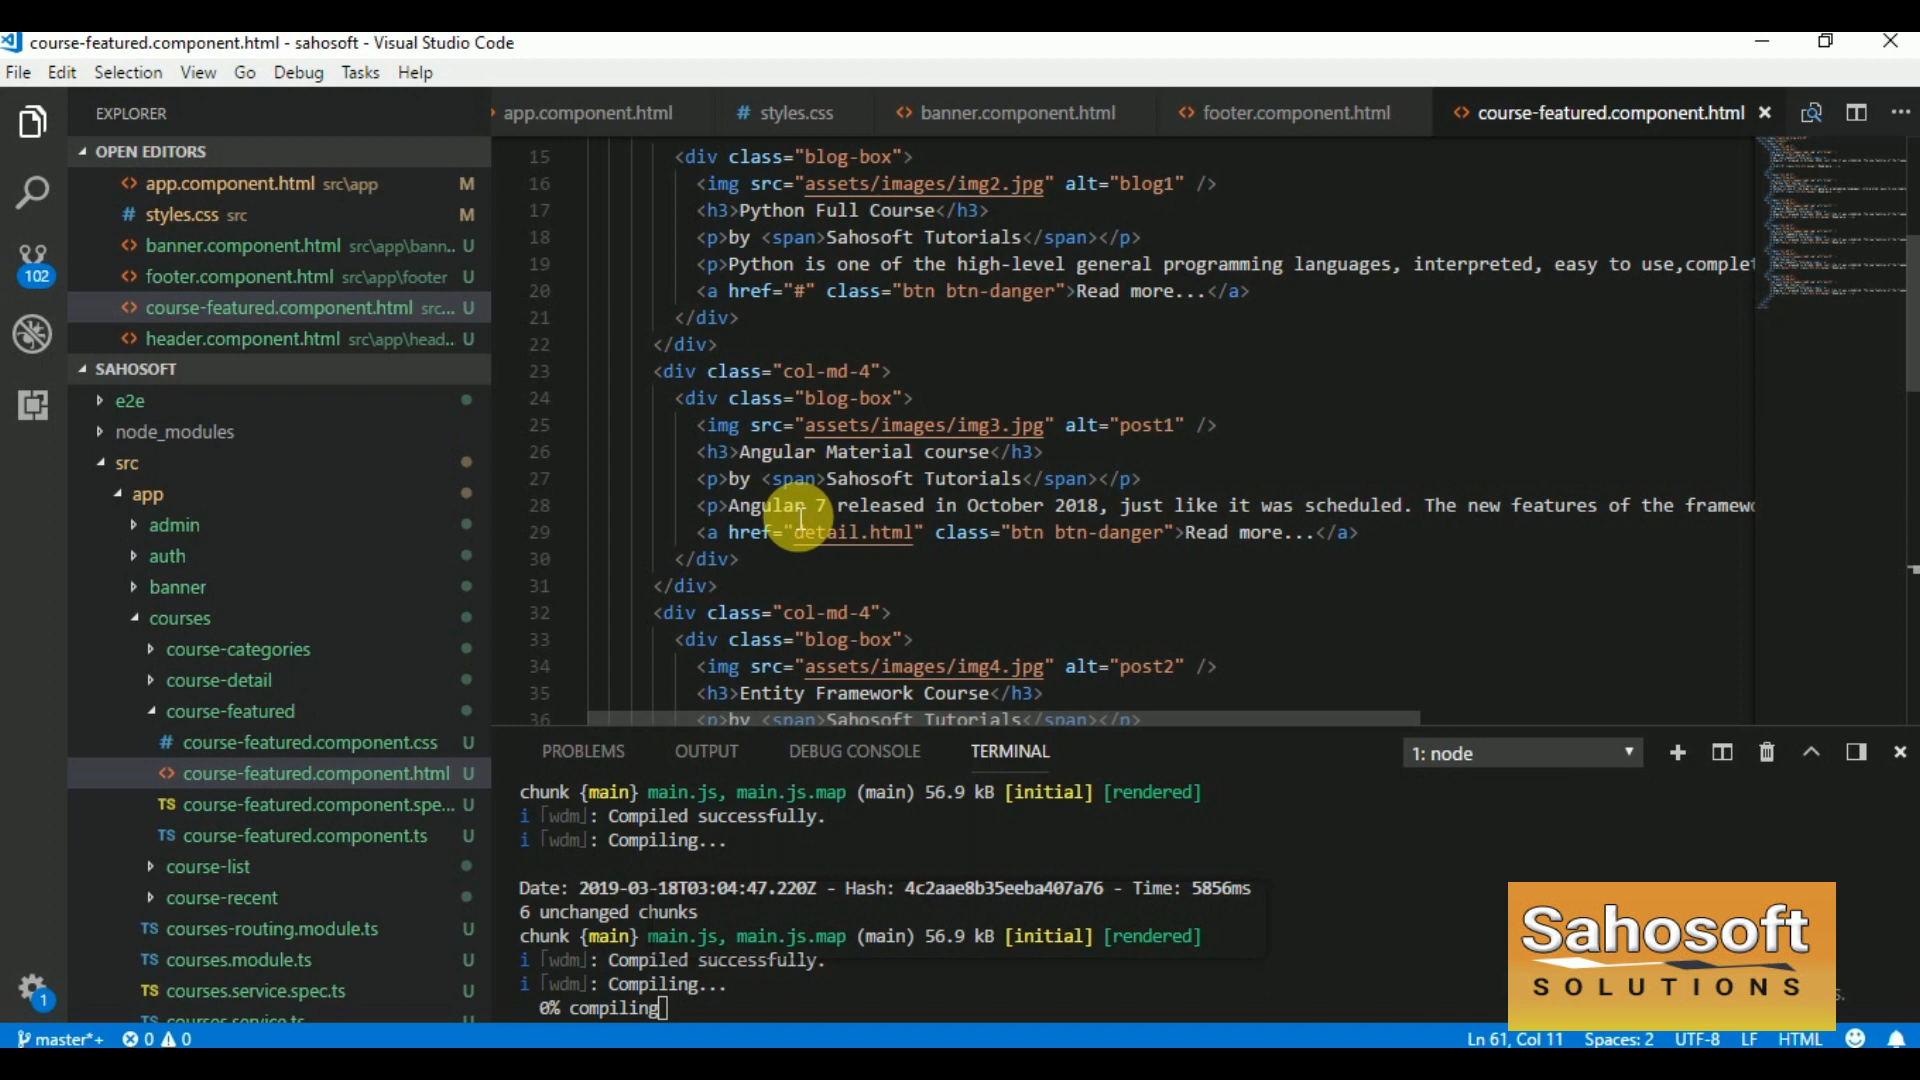 course-featured.component.html - sahosoft - Visual Studio Code
File Edit Selection View Go Debug Tasks Help
EXPLORER
app.component.html
# styles.css
<> banner.component.html
<> footer.component.html
<> course-featured.component.html
OPEN EDITORS
<> app.component.html src\app M
# styles.css src M
<> banner.component.html src\app\bann... U
<> footer.component.html src\app\footer U
<> course-featured.component.html src... U
<> header.component.html src\app\head... U
SAHOSOFT
e2e
node_modules
src
app
admin
auth
banner
courses
course-categories
course-detail
course-featured
# course-featured.component.css U
<> course-featured.component.html U
TS course-featured.component.spe... U
TS course-featured.component.ts U
course-list
course-recent
TS courses-routing.module.ts U
TS courses.module.ts U
TS courses.service.spec.ts U
TS courses.service.ts U
102
1
15 <div class="blog-box">
16 <img src="assets/images/img2.jpg" alt="blog1" />
17 <h3>Python Full Course</h3>
18 <p>by <span>Sahosoft Tutorials</span></p>
19 <p>Python is one of the high-level general programming languages, interpreted, easy to use,complet
20 <a href="#" class="btn btn-danger">Read more...</a>
21 </div>
22 </div>
23 <div class="col-md-4">
24 <div class="blog-box">
25 <img src="assets/images/img3.jpg" alt="post1" />
26 <h3>Angular Material course</h3>
27 <p>by <span>Sahosoft Tutorials</span></p>
28 <p>Angular 7 released in October 2018, just like it was scheduled. The new features of the framewo
29 <a href="detail.html" class="btn btn-danger">Read more...</a>
30 </div>
31 </div>
32 <div class="col-md-4">
33 <div class="blog-box">
34 <img src="assets/images/img4.jpg" alt="post2" />
35 <h3>Entity Framework Course</h3>
36 <p>by <span>Sahosoft Tutorials</span></p>
PROBLEMS OUTPUT DEBUG CONSOLE TERMINAL
1: node
chunk {main} main.js, main.js.map (main) 56.9 kB [initial] [rendered]
i ｢wdm｣: Compiled successfully.
i ｢wdm｣: Compiling...
Date: 2019-03-18T03:04:47.220Z - Hash: 4c2aae8b35eeba407a76 - Time: 5856ms
6 unchanged chunks
chunk {main} main.js, main.js.map (main) 56.9 kB [initial] [rendered]
i ｢wdm｣: Compiled successfully.
i ｢wdm｣: Compiling...
0% compiling
Sahosoft
SOLUTIONS
master*+ 0 0
Ln 61, Col 11 Spaces: 2 UTF-8 LF HTML